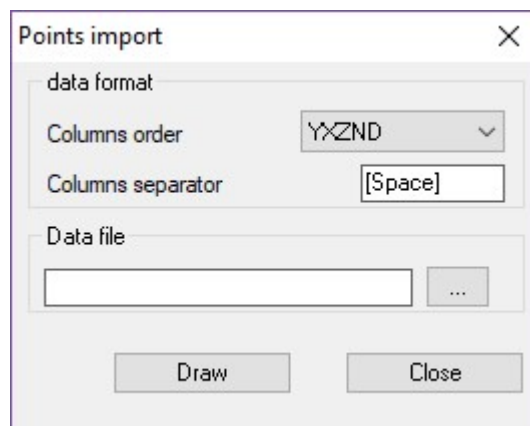 Points import
data format
Columns order YXZND
Columns separator [Space]
Data file
...
Draw Close